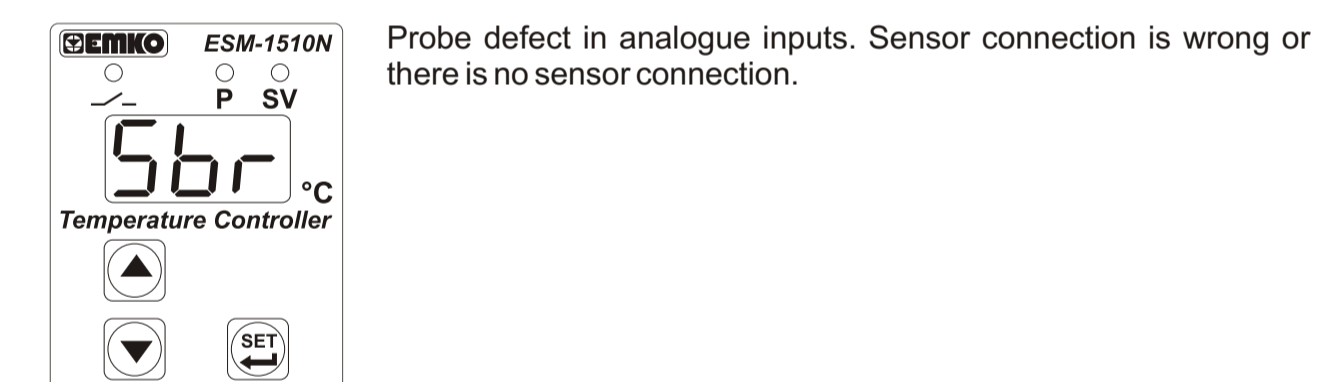 EMKO ESM-1510N
P SV
Sbr
°C
Temperature Controller
SET
Probe defect in analogue inputs. Sensor connection is wrong or
there is no sensor connection.